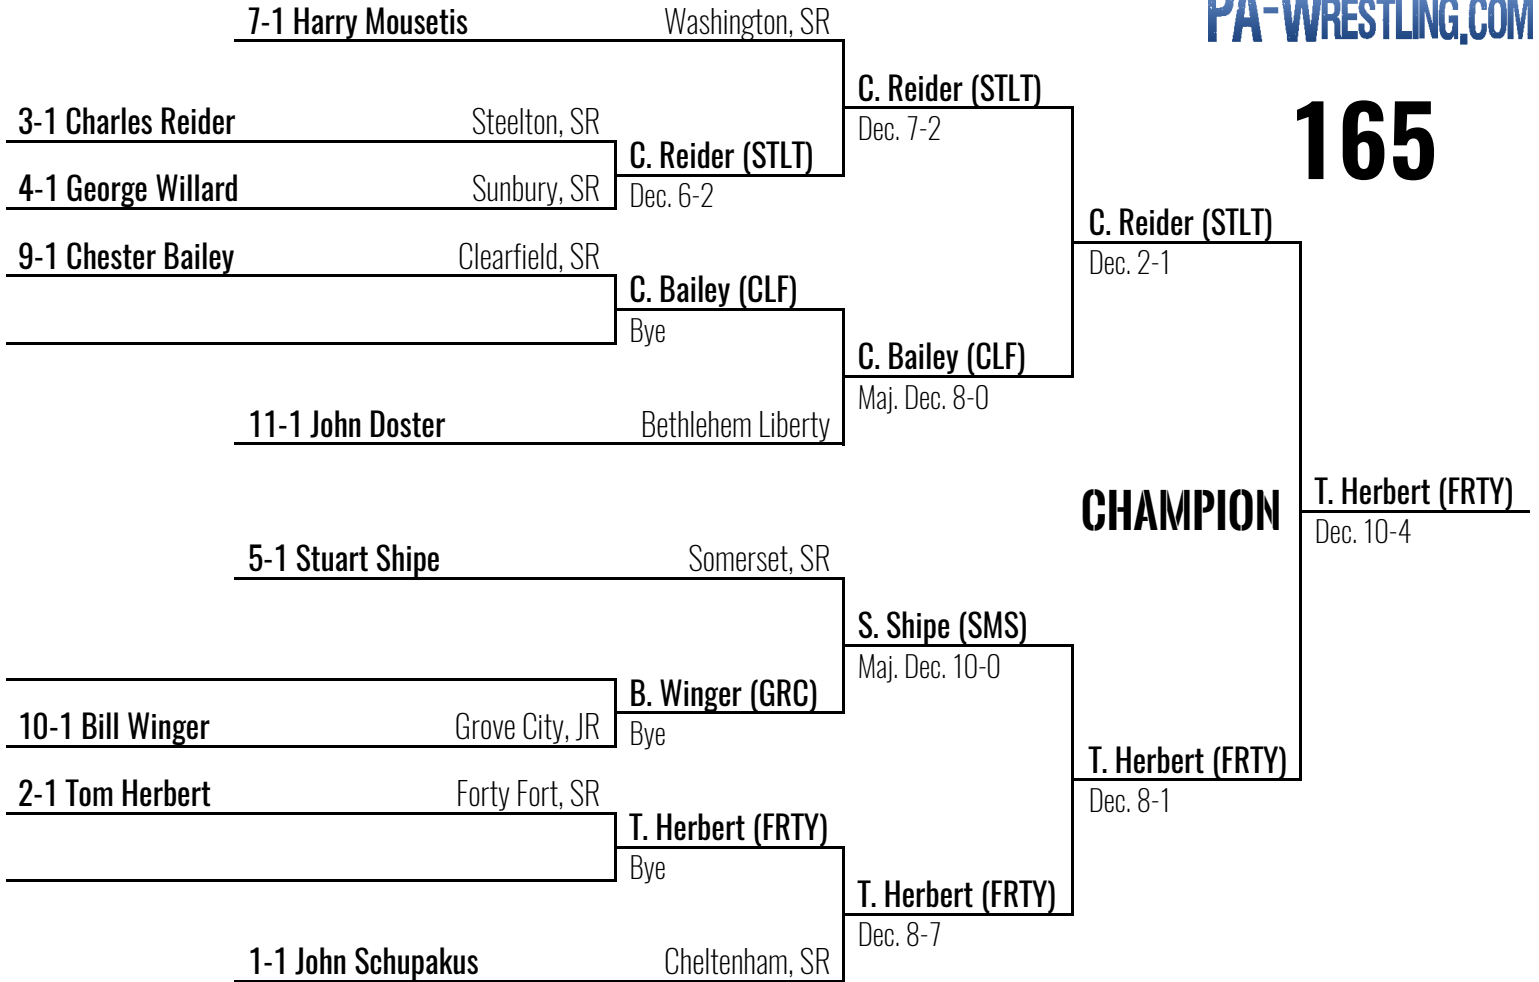 7-1 Harry Mousetis Washington, SR
PA-WRESTLING.COM
C. Reider (STLT)
Dec. 7-2
165
3-1 Charles Reider Steelton, SR
C. Reider (STLT)
Dec. 6-2
4-1 George Willard Sunbury, SR
C. Reider (STLT)
Dec. 2-1
9-1 Chester Bailey Clearfield, SR
C. Bailey (CLF)
Bye
C. Bailey (CLF)
Maj. Dec. 8-0
11-1 John Doster Bethlehem Liberty
CHAMPION
T. Herbert (FRTY)
Dec. 10-4
5-1 Stuart Shipe Somerset, SR
S. Shipe (SMS)
Maj. Dec. 10-0
B. Winger (GRC)
Bye
10-1 Bill Winger Grove City, JR
T. Herbert (FRTY)
Dec. 8-1
2-1 Tom Herbert Forty Fort, SR
T. Herbert (FRTY)
Bye
T. Herbert (FRTY)
Dec. 8-7
1-1 John Schupakus Cheltenham, SR